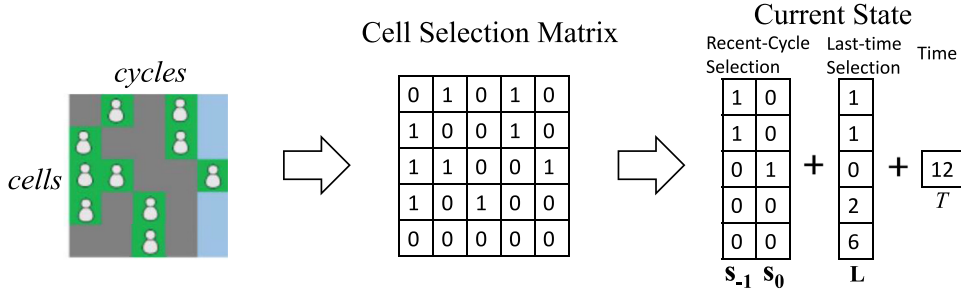 cycles
cells
Cell Selection Matrix
0 1 0 1 0
1 0 0 1 0
1 1 0 0 1
1 0 1 0 0
0 0 0 0 0
Current State
Recent-Cycle Selection
Last-time Selection
Time
1 0
1 0
0 1
0 0
0 0
s-1 s0
+
1
1
0
2
6
L
+
12
T